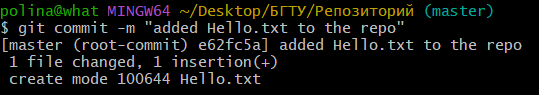 polina@what MINGW64 ~/Desktop/БГТУ/Репозиторий (master)
$ git commit -m "added Hello.txt to the repo"
[master (root-commit) e62fc5a] added Hello.txt to the repo
 1 file changed, 1 insertion(+)
 create mode 100644 Hello.txt